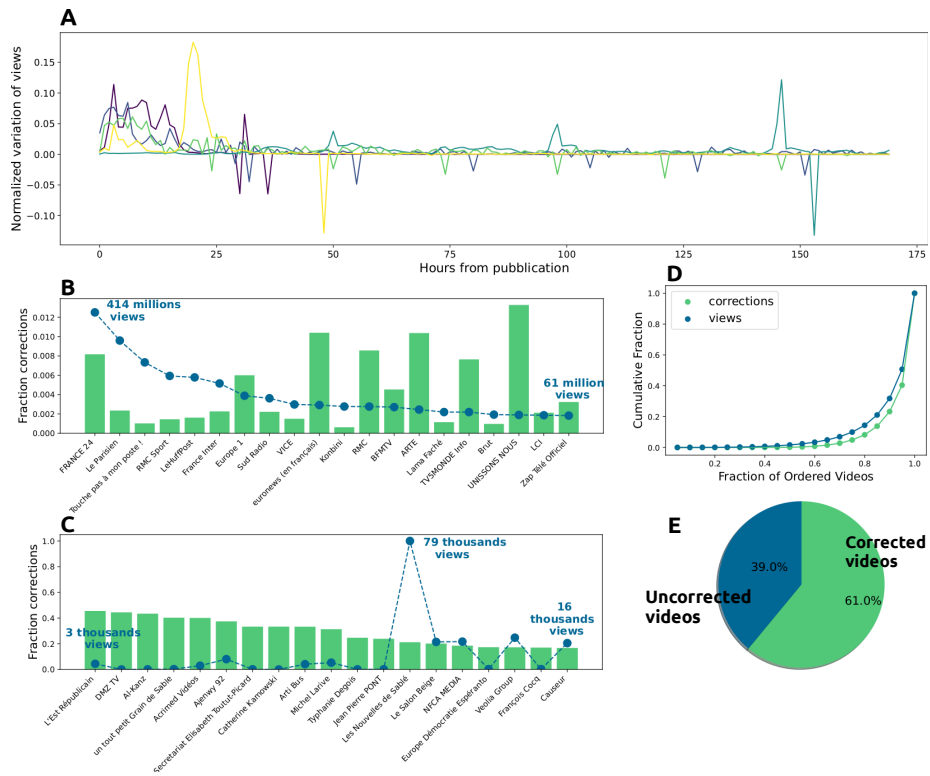 A
Normalized variation of views
0.15
0.10
0.05
0.00
−0.05
−0.10
0
25
50
75
100
125
150
175
Hours from pubblication
B
Fraction corrections
0.012
0.010
0.008
0.006
0.004
0.002
0.000
414 millions
views
61 million
FRANCE 24
Le Parisien
Touche pas à mon poste !
RMC Sport
LeHuffPost
France Inter
Europe 1
Sud Radio
VICE
euronews (en français)
Konbini
RMC
BFMTV
ARTE
Lama Faché
TV5MONDE Info
Brut
UNISSONS NOUS
LCI
Zap Télé Officiel
D
Cumulative Fraction
1.0
0.8
0.6
0.4
0.2
0.0
corrections
views
0.2
0.4
0.6
0.8
1.0
Fraction of Ordered Videos
C
Fraction corrections
1.0
0.8
0.6
0.4
0.2
0.0
3 thousands
views
79 thousands
views
16
thousands
views
L'Est Républicain
DMZ TV
Al-Kanz
un tout petit Grain de Sable
Acrimed Vidéos
Ajenwy 92
Secretariat Elisabeth Toutut-Picard
Catherine Kamowski
Arti Bus
Michel Larive
Typhanie Degois
Jean Pierre PONT
Les Nouvelles de Sablé
Le Salon Beige
NFCA MEDIA
Europe Démocratie Espéranto
Veolia Group
François Cocq
Causeur
E
Corrected
videos
39.0%
61.0%
Uncorrected
videos